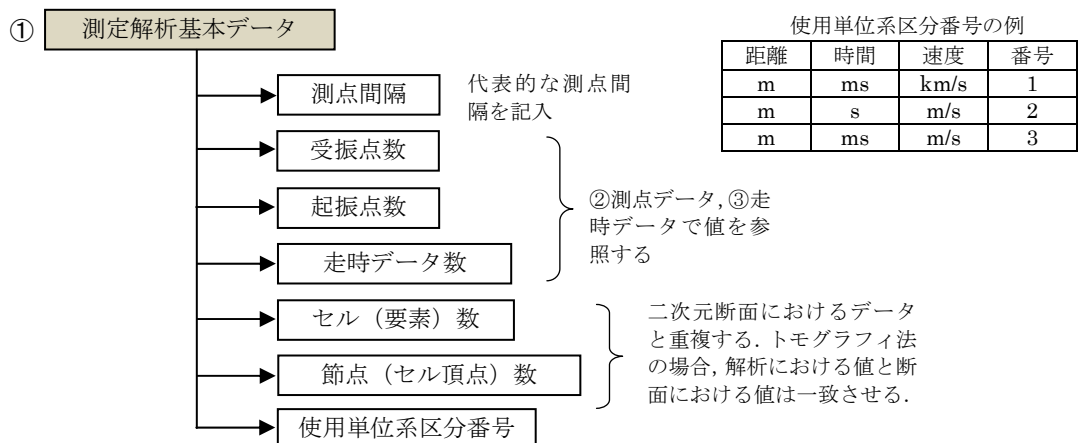 ① 測定解析基本データ
使用単位系区分番号の例
距離 時間 速度 番号
m ms km/s 1
m s m/s 2
m ms m/s 3
測点間隔
代表的な測点間
隔を記入
受振点数
起振点数
走時データ数
②測点データ,③走
時データで値を参
照する
セル（要素）数
節点（セル頂点）数
使用単位系区分番号
二次元断面におけるデータ
と重複する. トモグラフィ法
の場合, 解析における値と断
面における値は一致させる.